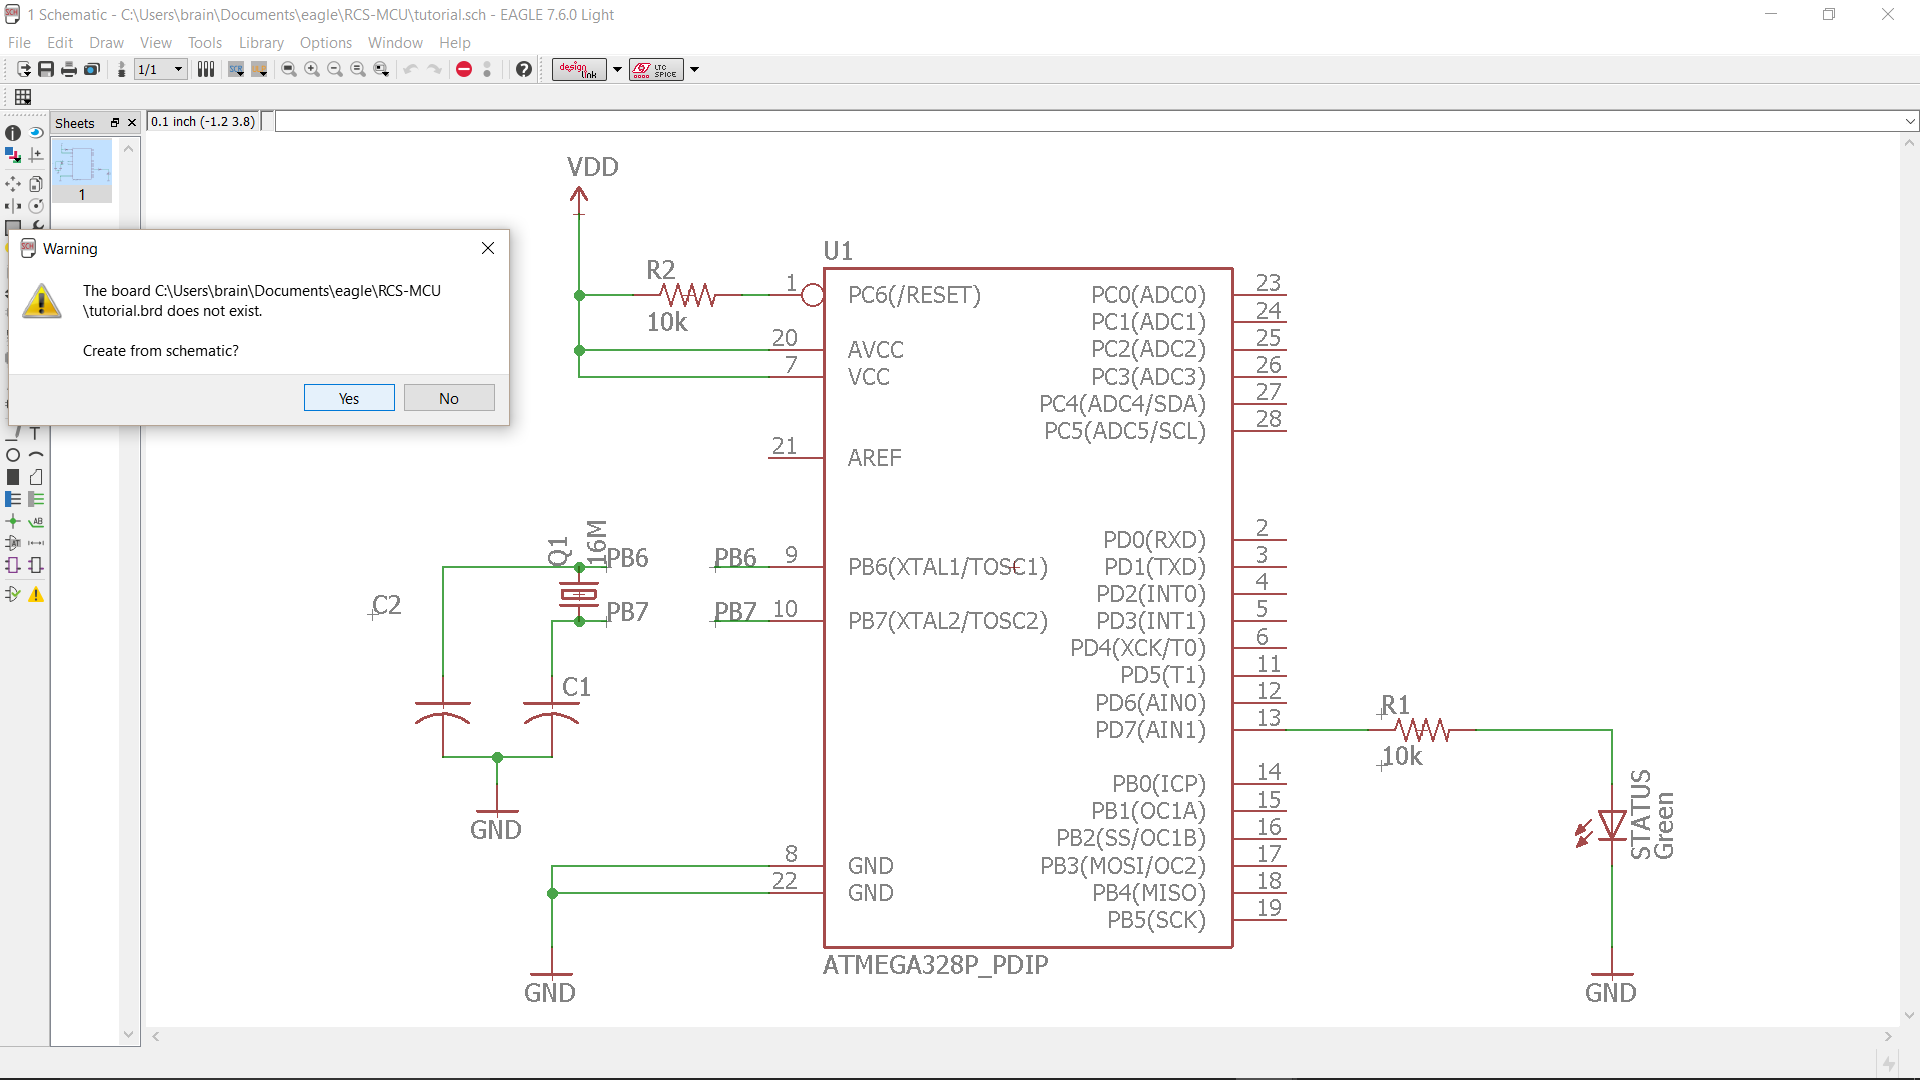 1 Schematic - C:\Users\brain\Documents\eagle\RCS-MCU\tutorial.sch - EAGLE 7.6.0 Light
File Edit Draw View Tools Library Options Window Help
1/1
design link
LTC SPICE
Sheets
0.1 inch (-1.2 3.8)
1
Warning
The board C:\Users\brain\Documents\eagle\RCS-MCU
\tutorial.brd does not exist.
Create from schematic?
Yes No
VDD
U1
R2
10k
1 PC6(/RESET)
20 AVCC
7 VCC
21 AREF
9 PB6(XTAL1/TOSC1)
10 PB7(XTAL2/TOSC2)
8 GND
22 GND
PC0(ADC0) 23
PC1(ADC1) 24
PC2(ADC2) 25
PC3(ADC3) 26
PC4(ADC4/SDA) 27
PC5(ADC5/SCL) 28
PD0(RXD) 2
PD1(TXD) 3
PD2(INT0) 4
PD3(INT1) 5
PD4(XCK/T0) 6
PD5(T1) 11
PD6(AIN0) 12
PD7(AIN1) 13
PB0(ICP) 14
PB1(OC1A) 15
PB2(SS/OC1B) 16
PB3(MOSI/OC2) 17
PB4(MISO) 18
PB5(SCK) 19
ATMEGA328P_PDIP
Q1
16M
PB6 PB6
PB7 PB7
C2
C1
GND
GND
R1
10k
STATUS
Green
GND